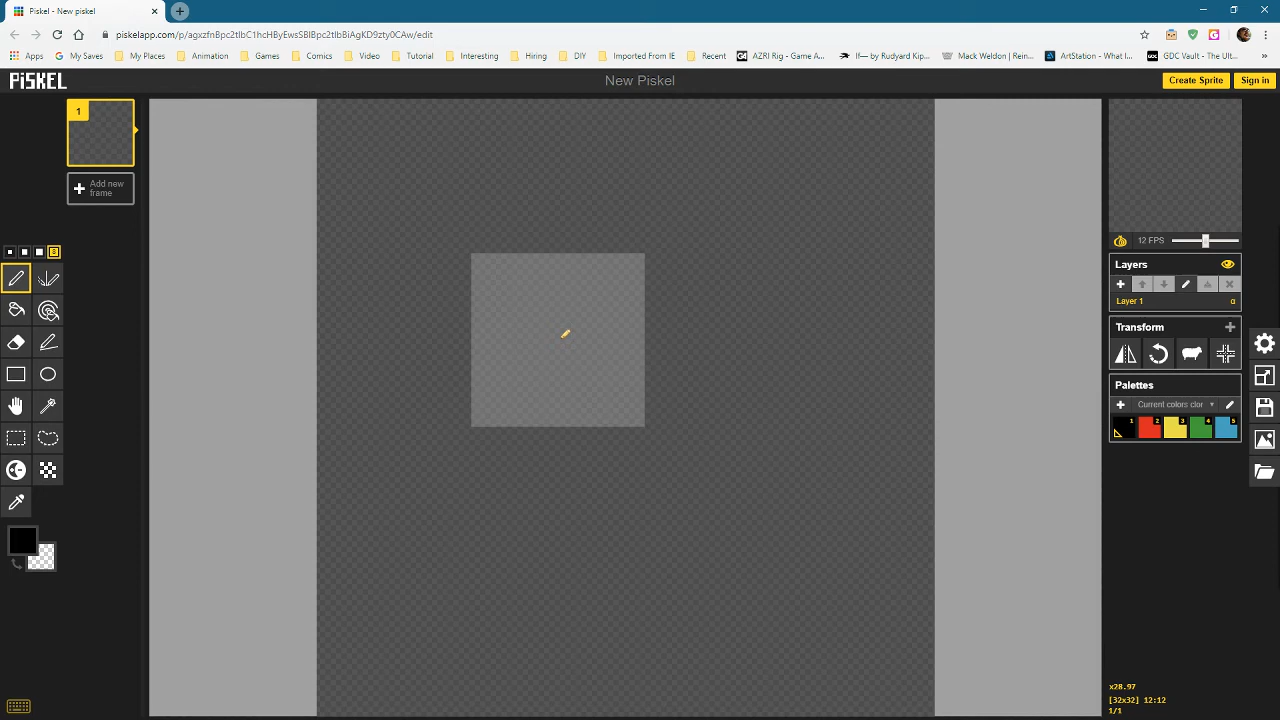 Piskel - New piskel
piskelapp.com/p/agxzfnBpc2tlbC1hcHByEwsSBlBpc2tlbBiAgKD9zty0CAw/edit
Apps My Saves My Places Animation Games Comics Video Tutorial Interesting Hiring DIY Imported From IE Recent AZRI Rig - Game A... If— by Rudyard Kip... Mack Weldon | Rein... ArtStation - What I... GDC Vault - The Ult... »
PiSKEL
New Piskel
Create Sprite Sign in
1
Add new
frame
12 FPS
Layers
Layer 1 α
Transform
Palettes
Current colors clor
1 2 3 4 5
x28.97
[32x32] 12:12
1/1